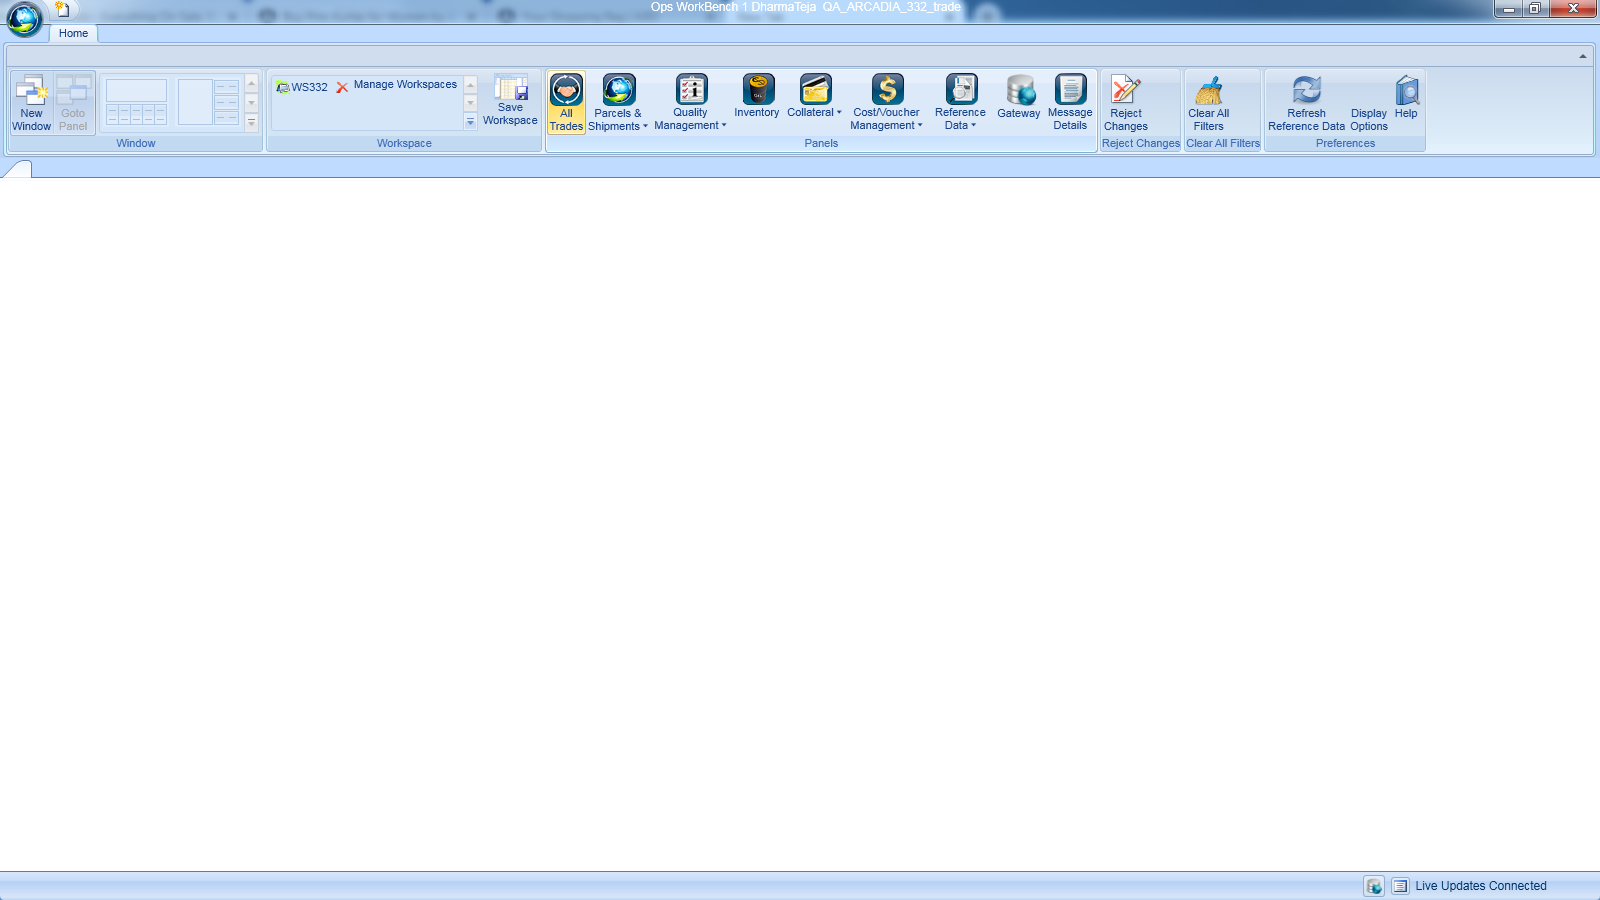 Ops WorkBench 1 DharmaTeja  QA_ARCADIA_332_trade
Home
New
Window
Goto
Panel
Window
WS332
Manage Workspaces
Save
Workspace
Workspace
All
Trades
Parcels &
Shipments
Quality
Management
Inventory
Collateral
Cost/Voucher
Management
Reference
Data
Gateway
Message
Details
Panels
Reject
Changes
Reject Changes
Clear All
Filters
Clear All Filters
Refresh
Reference Data
Display
Options
Help
Preferences
Live Updates Connected